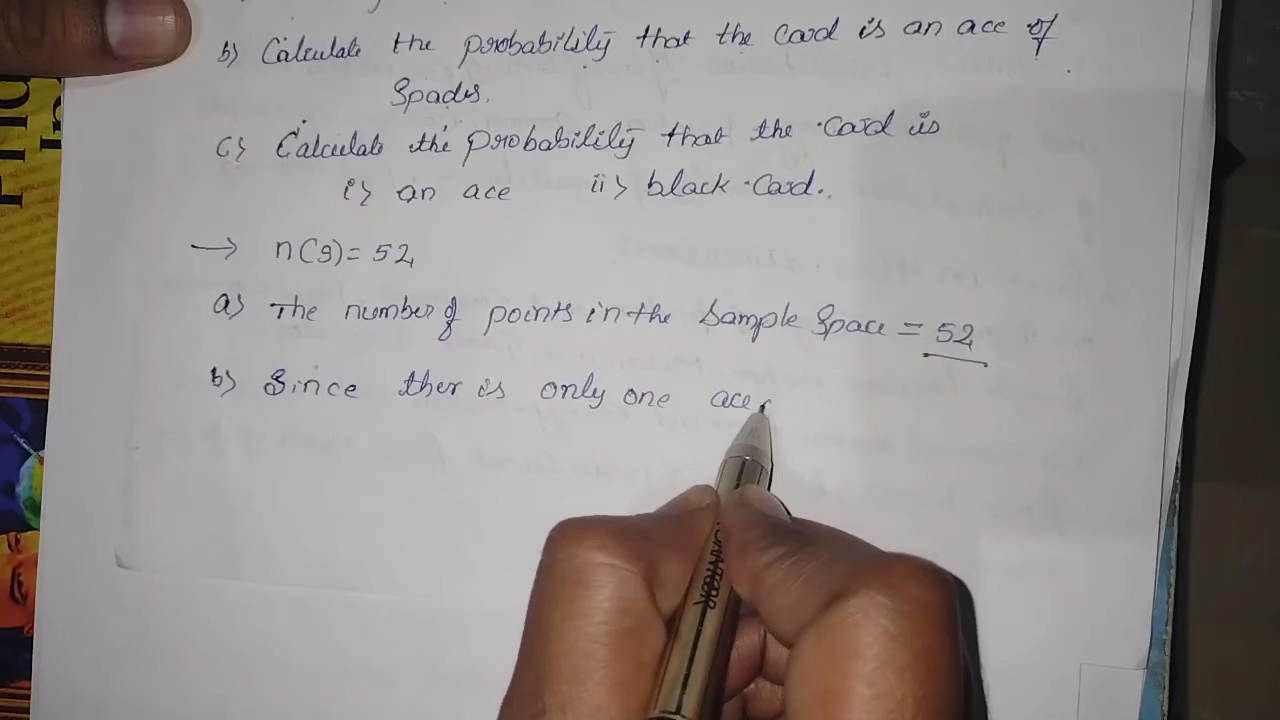 b) Calculate the probability that the card is an ace of
Spades.
c) Calculate the probability that the card is
i) an ace ii) black card.
→ n(S) = 52
a) The number of points in the Sample Space = 52
b) Since ther is only one ace